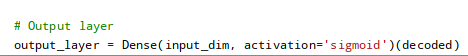 # Output layer
output_layer = Dense(input_dim, activation='sigmoid')(decoded)